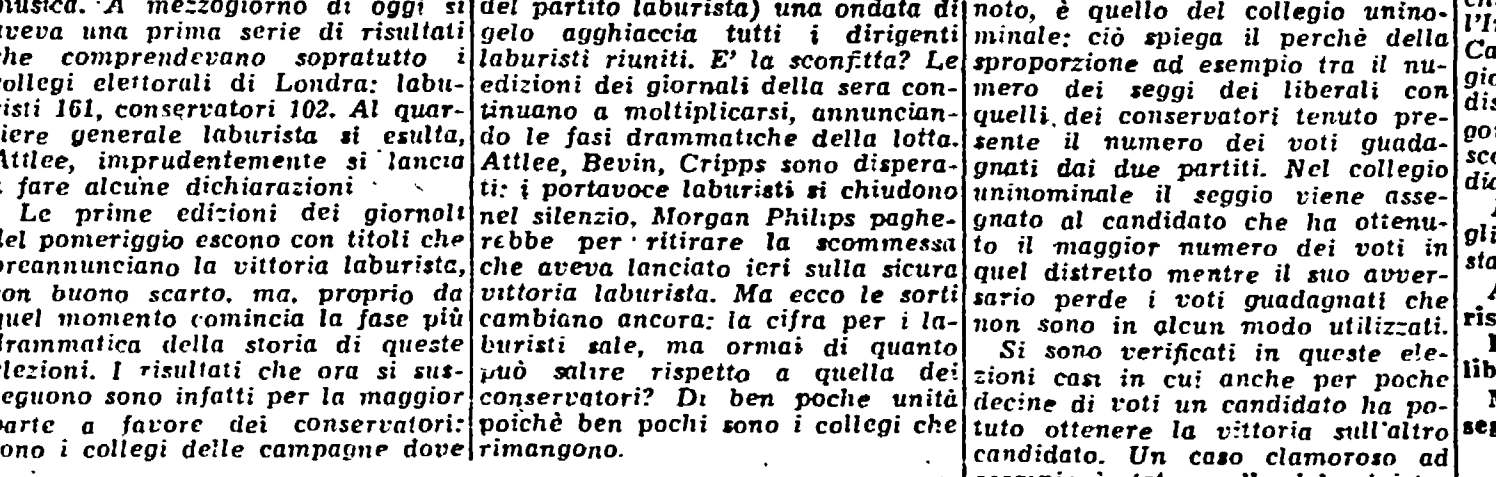 musica. A mezzogiorno di oggi si
aveva una prima serie di risultati
che comprendevano sopratutto i
collegi elettorali di Londra: labu-
risti 161, conservatori 102. Al quar-
tiere generale laburista si esulta,
Attlee, imprudentemente si lancia
a fare alcune dichiarazioni
Le prime edizioni dei giornolt
del pomeriggio escono con titoli che
preannunciano la vittoria laburista,
con buono scarto, ma, proprio da
quel momento comincia la fase più
drammatica della storia di queste
elezioni. I risultati che ora si sus-
seguono sono infatti per la maggior
parte a favore dei conservatori:
sono i collegi delle campagne dove
del partito laburista) una ondata di
gelo agghiaccia tutti i dirigenti
laburisti riuniti. E' la sconfitta? Le
edizioni dei giornali della sera con-
tinuano a moltiplicarsi, annuncian-
do le fasi drammatiche della lotta.
Attlee, Bevin, Cripps sono dispera-
ti: i portavoce laburisti si chiudono
nel silenzio, Morgan Philips paghe-
rebbe per ritirare la scommessa
che aveva lanciato ieri sulla sicura
vittoria laburista. Ma ecco le sorti
cambiano ancora: la cifra per i la-
buristi sale, ma ormai di quanto
può salire rispetto a quella dei
conservatori? Di ben poche unità
poichè ben pochi sono i collegi che
rimangono.
noto, è quello del collegio unino-
minale: ciò spiega il perchè della
sproporzione ad esempio tra il nu-
mero dei seggi dei liberali con
quelli dei conservatori tenuto pre-
sente il numero dei voti guada-
gnati dai due partiti. Nel collegio
uninominale il seggio viene asse-
gnato al candidato che ha ottenu-
to il maggior numero dei voti in
quel distretto mentre il suo avver-
sario perde i voti guadagnati che
non sono in alcun modo utilizzati.
Si sono verificati in queste ele-
zioni casi in cui anche per poche
decine di voti un candidato ha po-
tuto ottenere la vittoria sull'altro
candidato. Un caso clamoroso ad